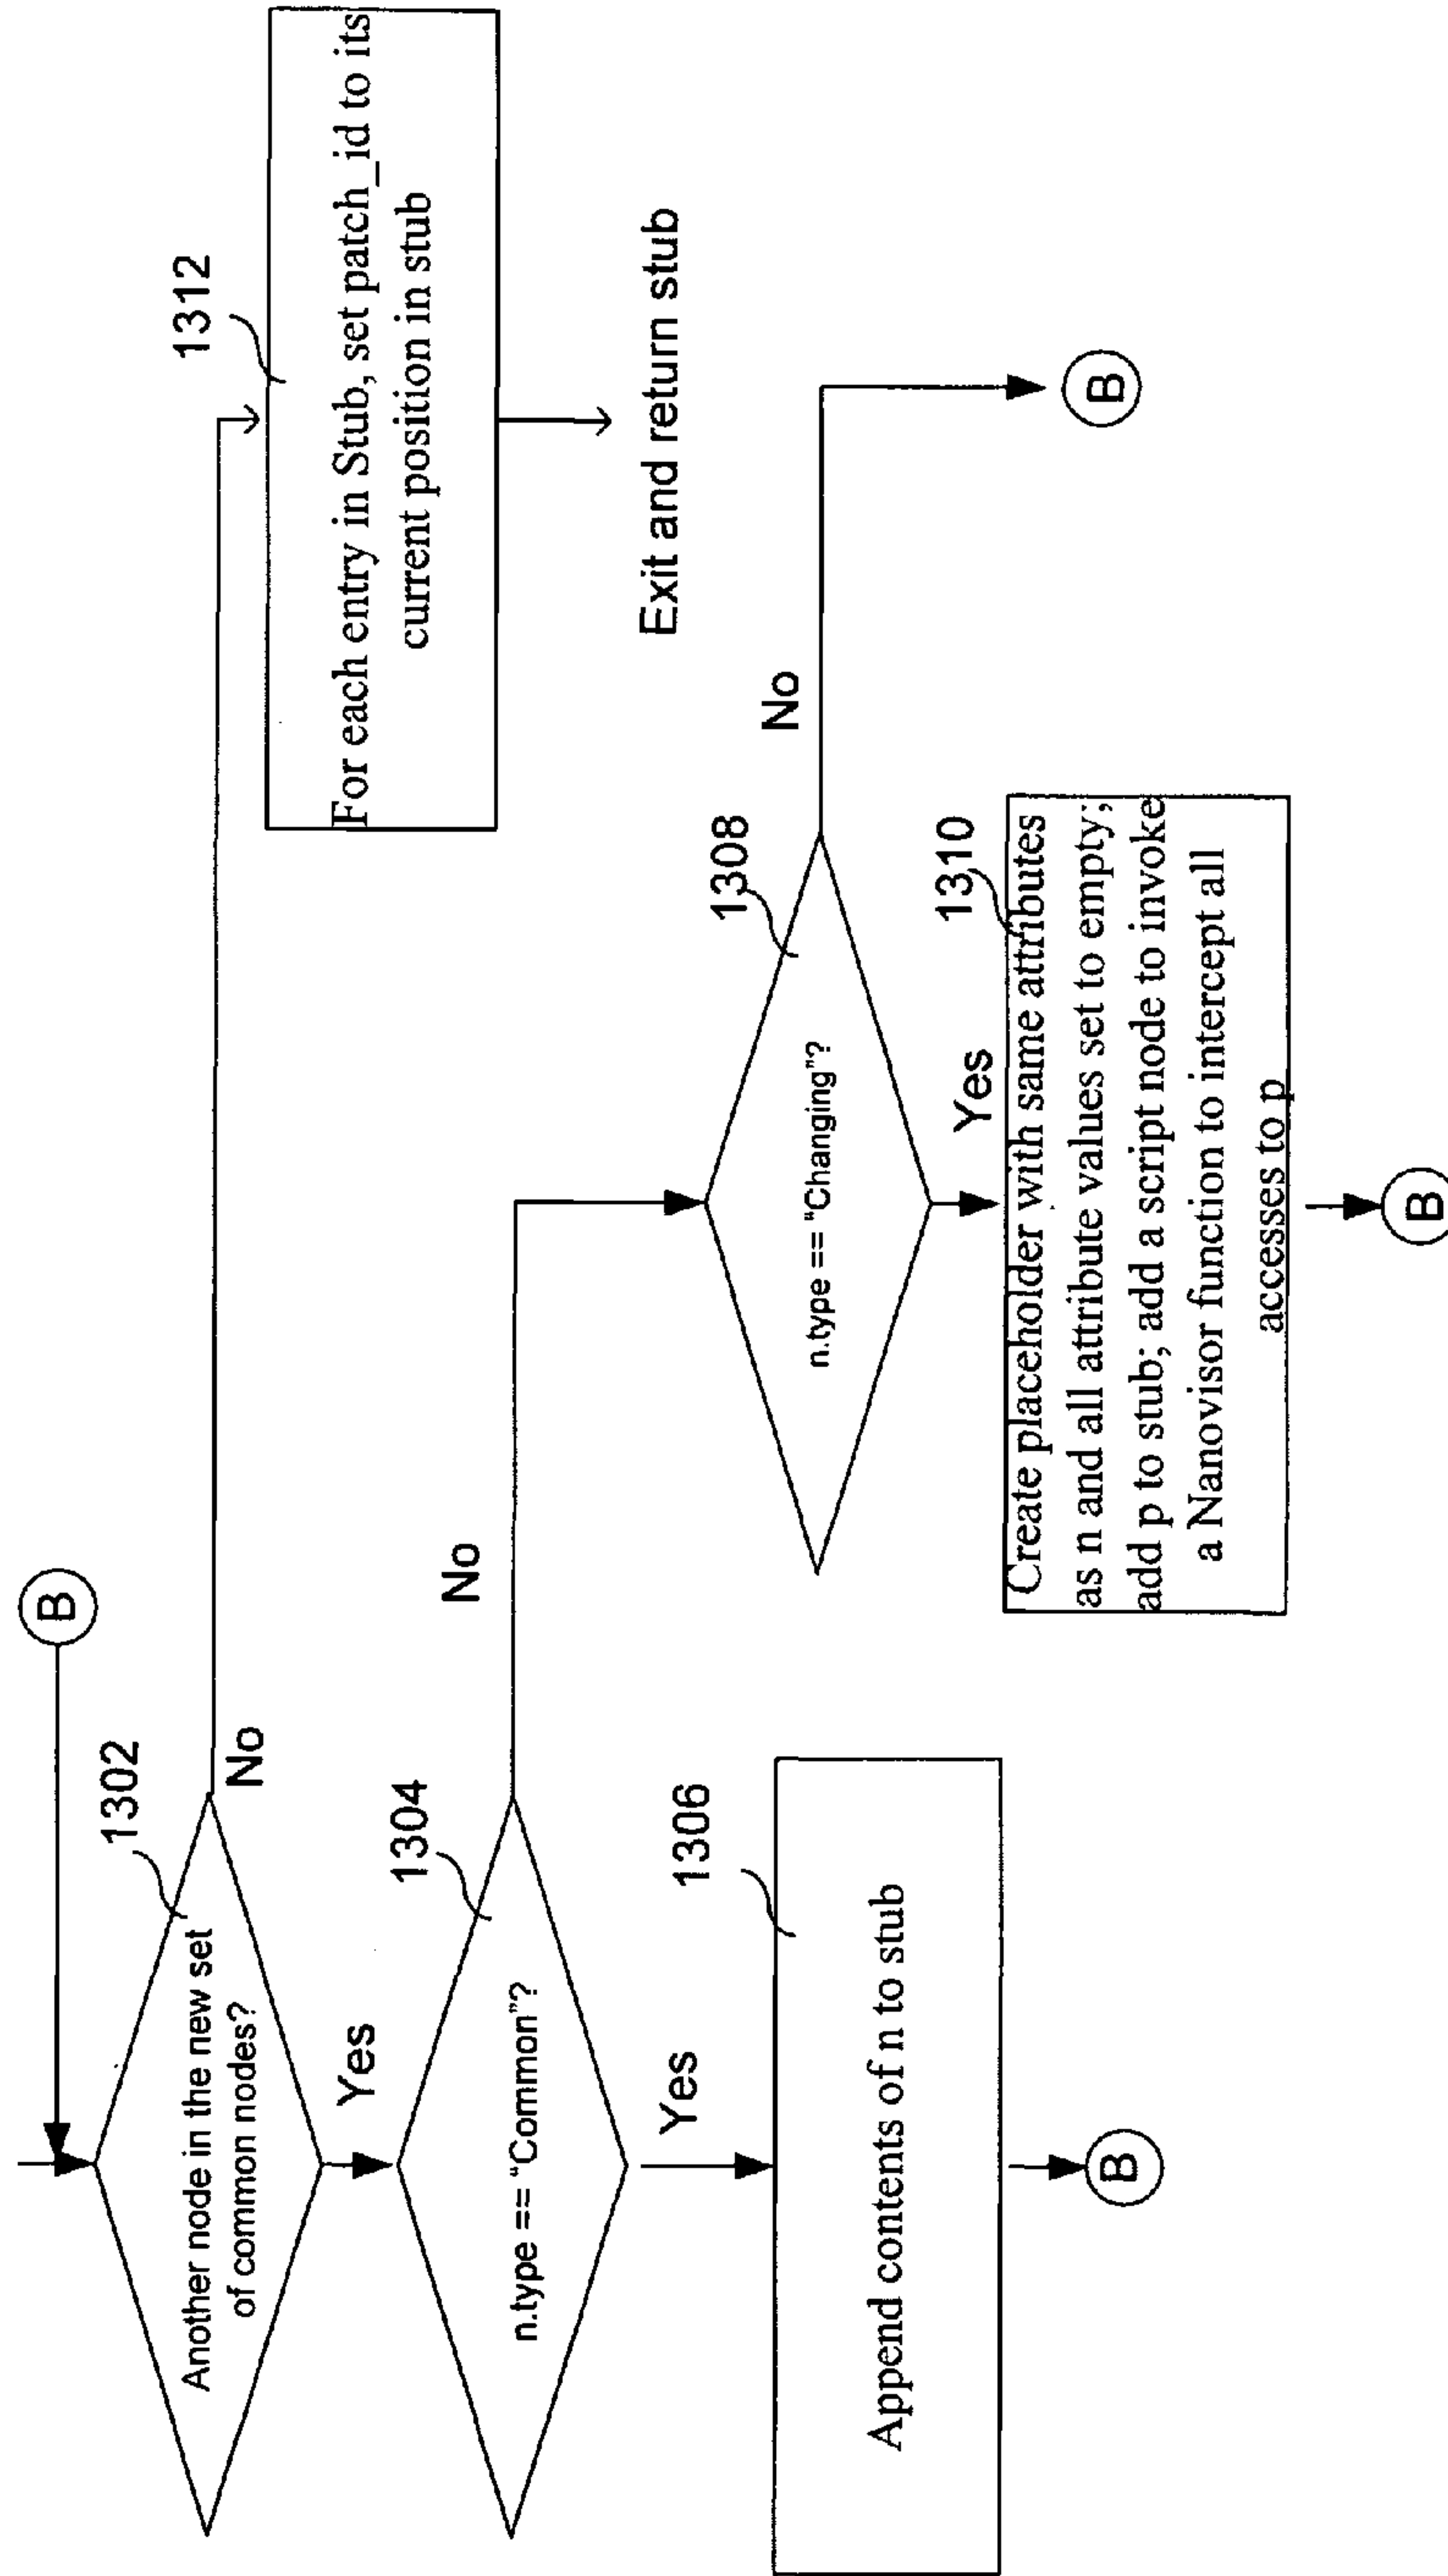 B
1302
Another node in the new set
of common nodes?
No
Yes
1312
For each entry in Stub, set patch_id to its
current position in stub
Exit and return stub
1304
n.type == “Common”?
No
Yes
1306
Append contents of n to stub
B
1308
n.type == “Changing”?
No
B
Yes
1310
Create placeholder with same attributes
as n and all attribute values set to empty;
add p to stub; add a script node to invoke
a Nanovisor function to intercept all
accesses to p
B